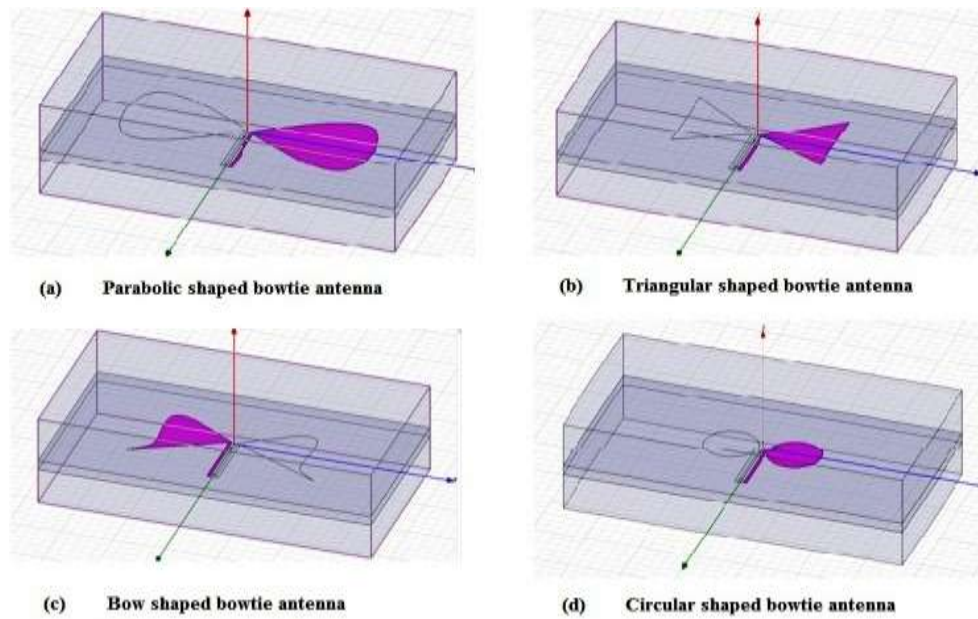 (a) Parabolic shaped bowtie antenna
(b) Triangular shaped bowtie antenna
(c) Bow shaped bowtie antenna
(d) Circular shaped bowtie antenna